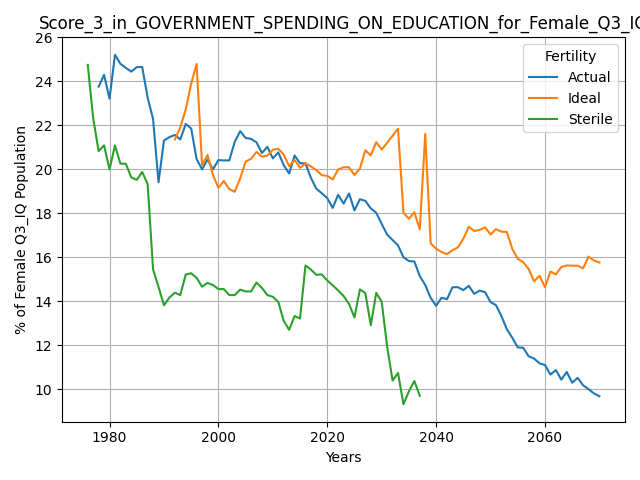 Score_3_in_GOVERNMENT_SPENDING_ON_EDUCATION_for_Female_Q3_IQ
Fertility
Actual
Ideal
Sterile
% of Female Q3_IQ Population
26
24
22
20
18
16
14
12
10
1980
2000
2020
2040
2060
Years